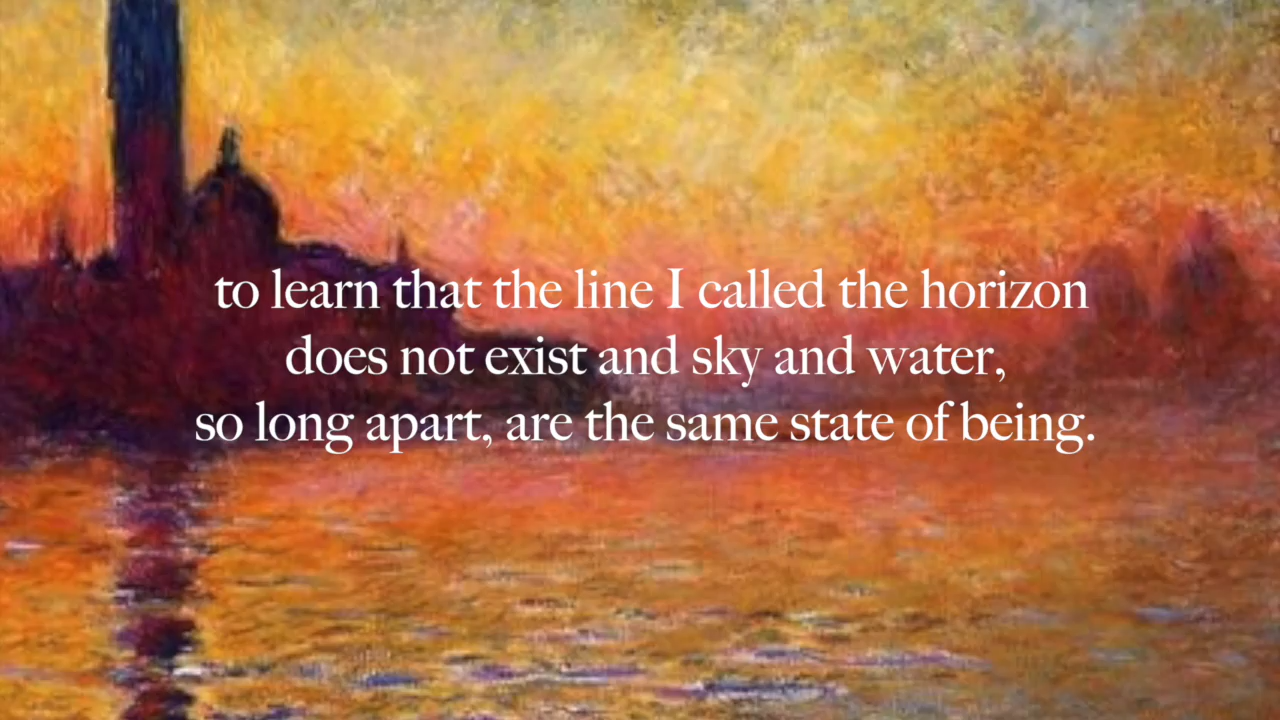 to learn that the line I called the horizon
does not exist and sky and water,
so long apart, are the same state of being.